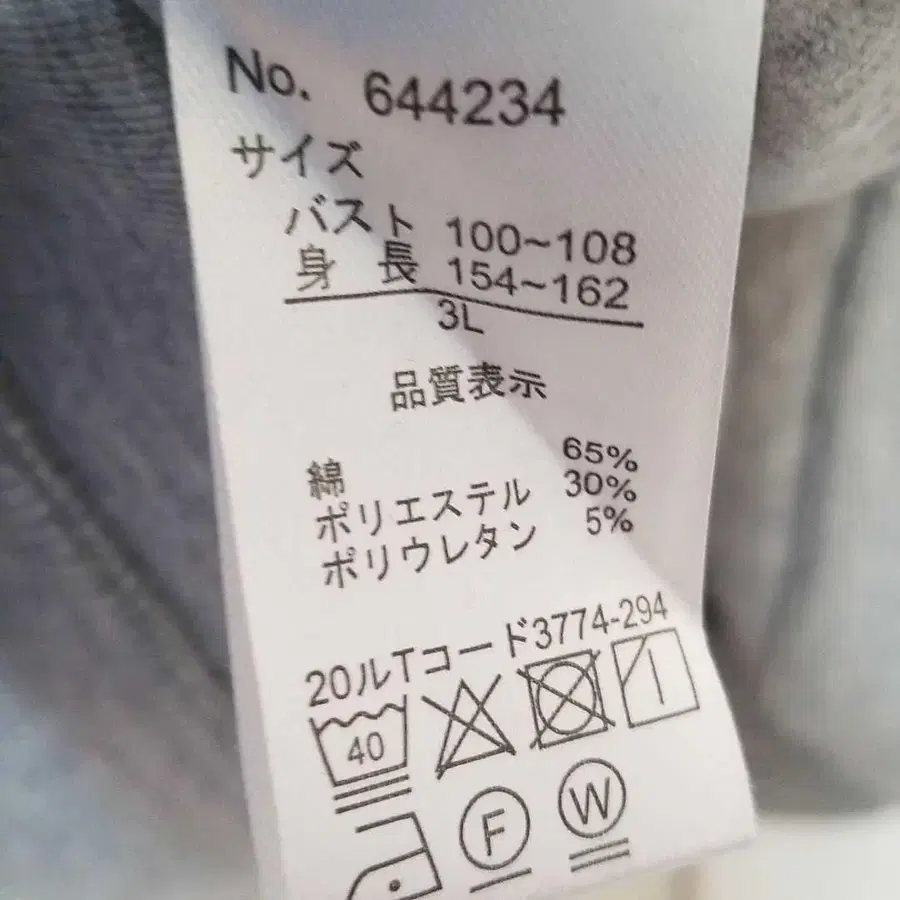 No. 644234
サイズ
バスト 100~108
身 長 154~162
3L
品質表示
綿 65%
ポリエステル 30%
ポリウレタン 5%
20ルTコード3774-294
40
F
W